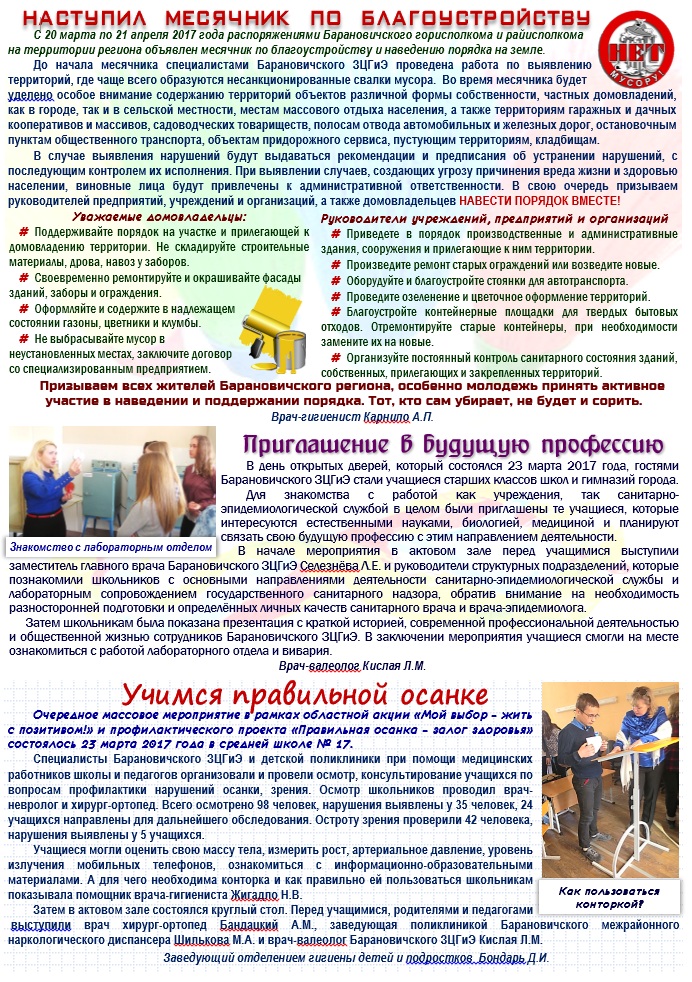 НАСТУПИЛ МЕСЯЧНИК ПО БЛАГОУСТРОЙСТВУ
С 20 марта по 21 апреля 2017 года распоряжениями Барановичского горисполкома и райисполкома
на территории региона объявлен месячник по благоустройству и наведению порядка на земле.
НЕТ
МУСОРУ!
До начала месячника специалистами Барановичского ЗЦГиЭ проведена работа по выявлению
территорий, где чаще всего образуются несанкционированные свалки мусора. Во время месячника будет
уделено особое внимание содержанию территорий объектов различной формы собственности, частных домовладений,
как в городе, так и в сельской местности, местам массового отдыха населения, а также территориям гаражных и дачных
кооперативов и массивов, садоводческих товариществ, полосам отвода автомобильных и железных дорог, остановочным
пунктам общественного транспорта, объектам придорожного сервиса, пустующим территориям, кладбищам.
В случае выявления нарушений будут выдаваться рекомендации и предписания об устранении нарушений, с
последующим контролем их исполнения. При выявлении случаев, создающих угрозу причинения вреда жизни и здоровью
населении, виновные лица будут привлечены к административной ответственности. В свою очередь призываем
руководителей предприятий, учреждений и организаций, а также домовладельцев НАВЕСТИ ПОРЯДОК ВМЕСТЕ!
Уважаемые домовладельцы:
# Поддерживайте порядок на участке и прилегающей к
домовладению территории. Не складируйте строительные
материалы, дрова, навоз у заборов.
# Своевременно ремонтируйте и окрашивайте фасады
зданий, заборы и ограждения.
# Оформляйте и содержите в надлежащем
состоянии газоны, цветники и клумбы.
# Не выбрасывайте мусор в
неустановленных местах, заключите договор
со специализированным предприятием.
Руководители учреждений, предприятий и организаций
# Приведете в порядок производственные и административные
здания, сооружения и прилегающие к ним территории.
# Произведите ремонт старых ограждений или возведите новые.
# Оборудуйте и благоустройте стоянки для автотранспорта.
# Проведите озеленение и цветочное оформление территорий.
# Благоустройте контейнерные площадки для твердых бытовых
отходов. Отремонтируйте старые контейнеры, при необходимости
замените их на новые.
# Организуйте постоянный контроль санитарного состояния зданий,
собственных, прилегающих и закрепленных территорий.
Призываем всех жителей Барановичского региона, особенно молодежь принять активное
участие в наведении и поддержании порядка. Тот, кто сам убирает, не будет и сорить.
Врач-гигиенист Карнило А.П.
Приглашение в будущую профессию
В день открытых дверей, который состоялся 23 марта 2017 года, гостями
Барановичского ЗЦГиЭ стали учащиеся старших классов школ и гимназий города.
Для знакомства с работой как учреждения, так санитарно-
эпидемиологической службой в целом были приглашены те учащиеся, которые
интересуются естественными науками, биологией, медициной и планируют
связать свою будущую профессию с этим направлением деятельности.
Знакомство с лабораторным отделом
В начале мероприятия в актовом зале перед учащимися выступили
заместитель главного врача Барановичского ЗЦГиЭ Селезнёва Л.Е. и руководители структурных подразделений, которые
познакомили школьников с основными направлениями деятельности санитарно-эпидемиологической службы и
лабораторным сопровождением государственного санитарного надзора, обратив внимание на необходимость
разносторонней подготовки и определённых личных качеств санитарного врача и врача-эпидемиолога.
Затем школьникам была показана презентация с краткой историей, современной профессиональной деятельностью
и общественной жизнью сотрудников Барановичского ЗЦГиЭ. В заключении мероприятия учащиеся смогли на месте
ознакомиться с работой лабораторного отдела и вивария.
Врач-валеолог Кислая Л.М.
Учимся правильной осанке
Очередное массовое мероприятие в рамках областной акции «Мой выбор – жить
с позитивом!» и профилактического проекта «Правильная осанка – залог здоровья»
состоялось 23 марта 2017 года в средней школе № 17.
Специалисты Барановичского ЗЦГиЭ и детской поликлиники при помощи медицинских
работников школы и педагогов организовали и провели осмотр, консультирование учащихся по
вопросам профилактики нарушений осанки, зрения. Осмотр школьников проводил врач-
невролог и хирург-ортопед. Всего осмотрено 98 человек, нарушения выявлены у 35 человек, 24
учащихся направлены для дальнейшего обследования. Остроту зрения проверили 42 человека,
нарушения выявлены у 5 учащихся.
Учащиеся могли оценить свою массу тела, измерить рост, артериальное давление, уровень
излучения мобильных телефонов, ознакомиться с информационно-образовательными
материалами. А для чего необходима конторка и как правильно ей пользоваться школьникам
показывала помощник врача-гигиениста Жигадло Н.В.
Как пользоваться
конторкой?
Затем в актовом зале состоялся круглый стол. Перед учащимися, родителями и педагогами
выступили врач хирург-ортопед Бандацкий А.М., заведующая поликлиникой Барановичского межрайонного
наркологического диспансера Шилькова М.А. и врач-валеолог Барановичского ЗЦГиЭ Кислая Л.М.
Заведующий отделением гигиены детей и подростков Бондарь Д.И.